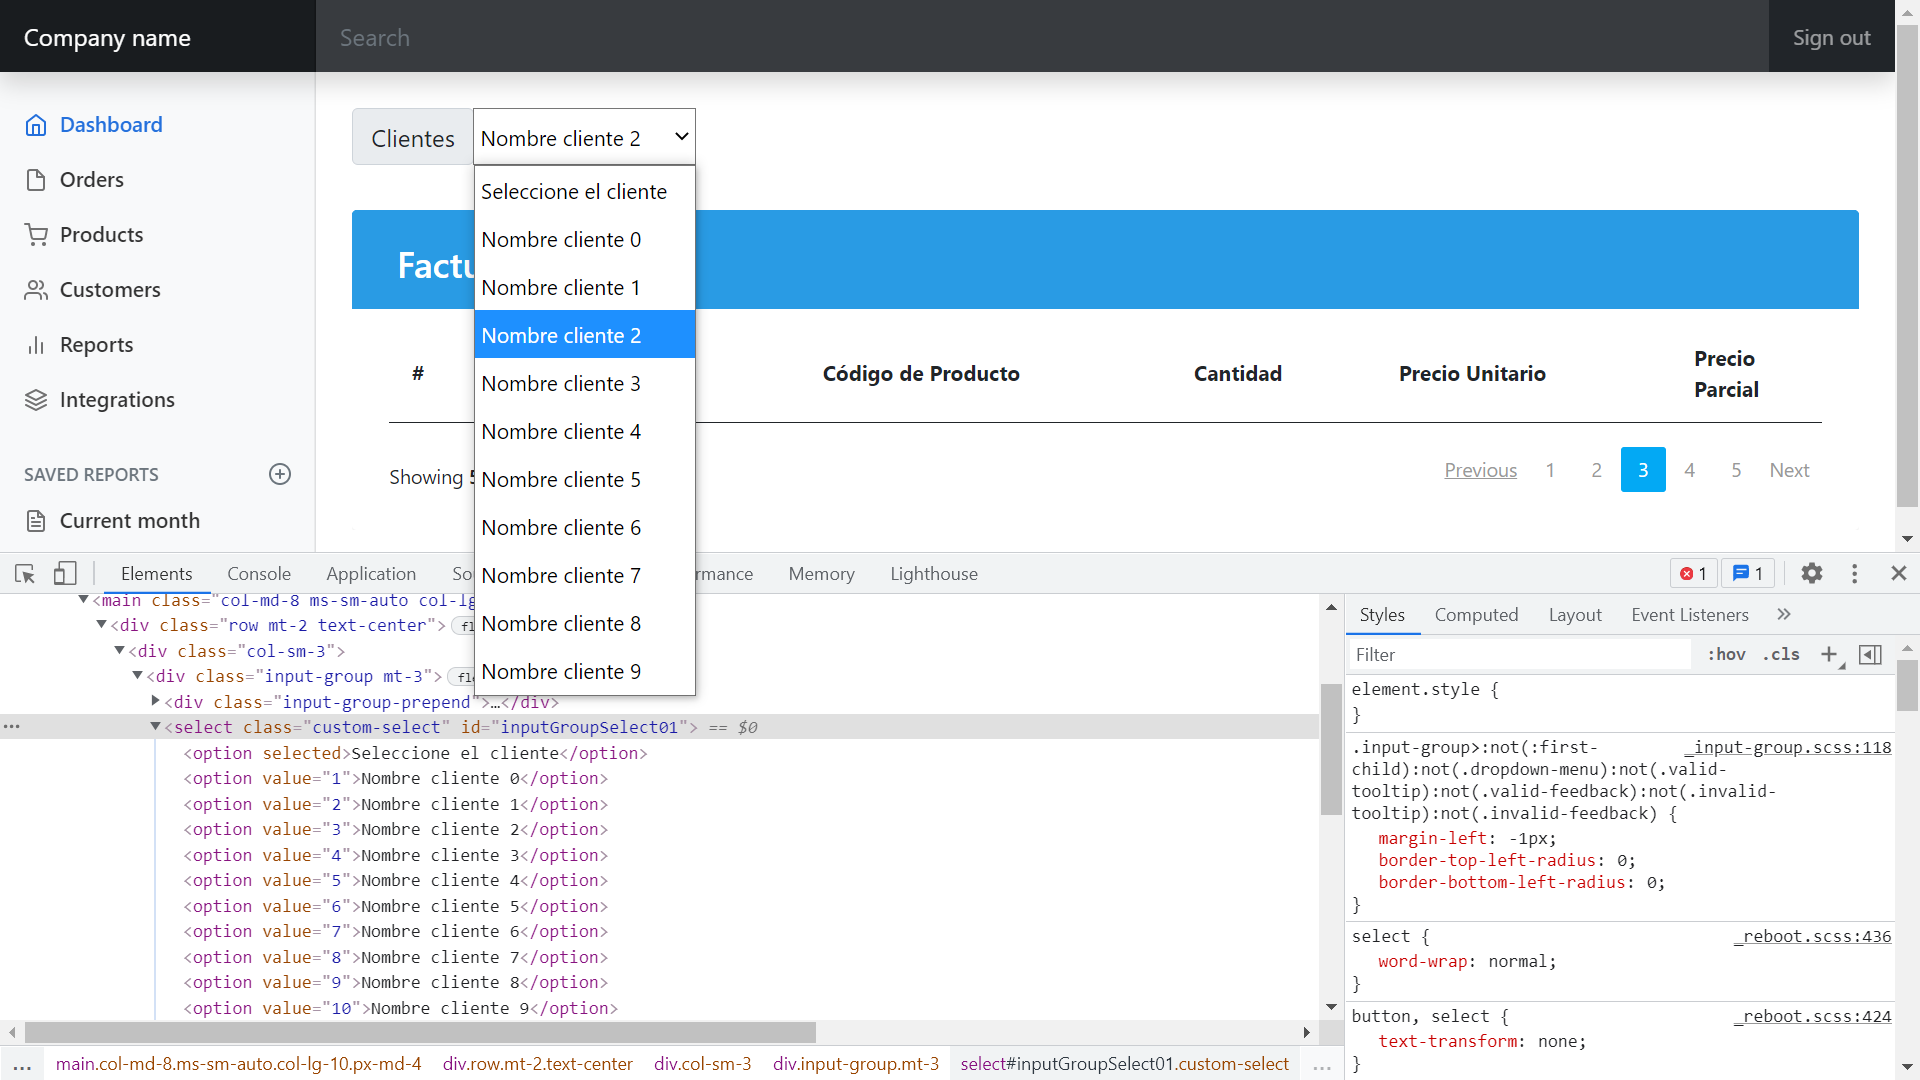 Company name
Search
Sign out
Dashboard
Orders
Products
Customers
Reports
Integrations
SAVED REPORTS
Current month
Clientes
Nombre cliente 2
Seleccione el cliente
Nombre cliente 0
Nombre cliente 1
Nombre cliente 2
Nombre cliente 3
Nombre cliente 4
Nombre cliente 5
Nombre cliente 6
Nombre cliente 7
Nombre cliente 8
Nombre cliente 9
#
Código de Producto
Cantidad
Precio Unitario
Precio
Parcial
Showing
Previous 1 2 3 4 5 Next
Elements Console Application Memory Lighthouse
1 1
<main class="col-md-8 ms-sm-auto
<div class="row mt-2 text-center">
<div class="col-sm-3">
<div class="input-group mt-3">
<div class="input-group-prepend">…</div>
<select class="custom-select" id="inputGroupSelect01"> == $0
<option selected>Seleccione el cliente</option>
<option value="1">Nombre cliente 0</option>
<option value="2">Nombre cliente 1</option>
<option value="3">Nombre cliente 2</option>
<option value="4">Nombre cliente 3</option>
<option value="5">Nombre cliente 4</option>
<option value="6">Nombre cliente 5</option>
<option value="7">Nombre cliente 6</option>
<option value="8">Nombre cliente 7</option>
<option value="9">Nombre cliente 8</option>
<option value="10">Nombre cliente 9</option>
... main.col-md-8.ms-sm-auto.col-lg-10.px-md-4 div.row.mt-2.text-center div.col-sm-3 div.input-group.mt-3 select#inputGroupSelect01.custom-select ...
Styles Computed Layout Event Listeners
Filter :hov .cls
element.style {
}
.input-group>:not(:first- _input-group.scss:118
child):not(.dropdown-menu):not(.valid-
tooltip):not(.valid-feedback):not(.invalid-
tooltip):not(.invalid-feedback) {
margin-left: -1px;
border-top-left-radius: 0;
border-bottom-left-radius: 0;
}
select { _reboot.scss:436
word-wrap: normal;
}
button, select { _reboot.scss:424
text-transform: none;
}